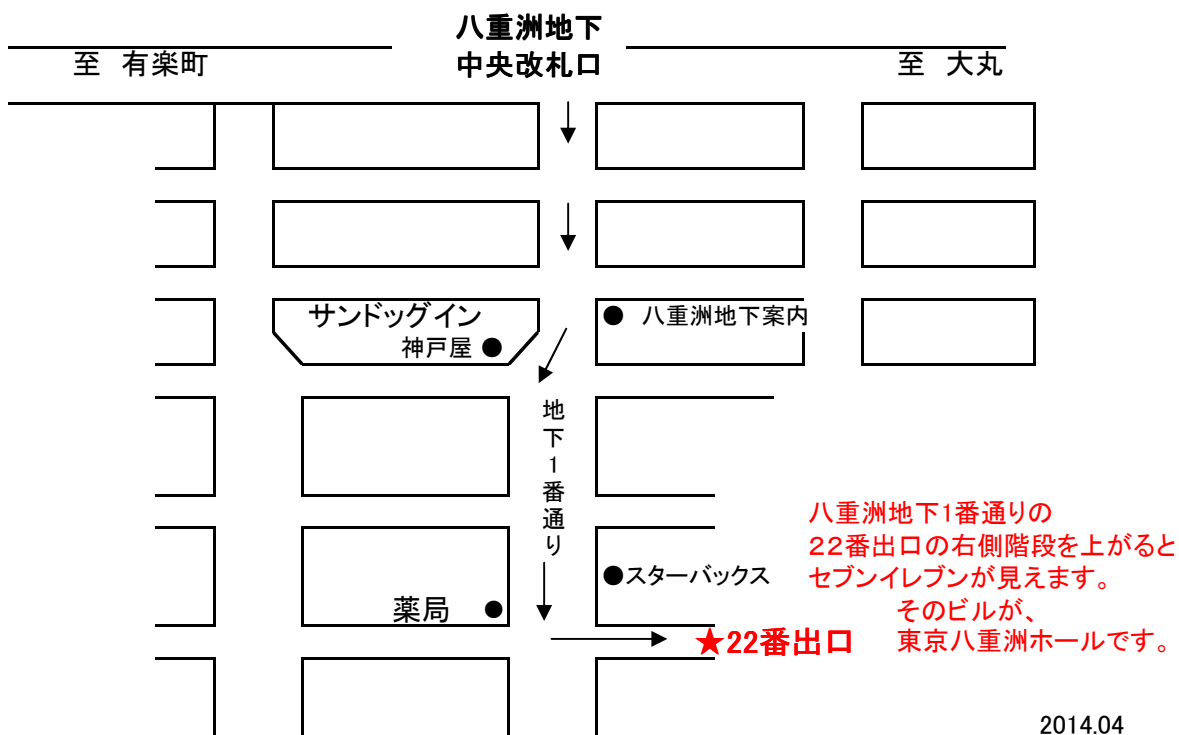 八重洲地下
中央改札口
至 有楽町
至 大丸
サンドッグイン
神戸屋 ●
● 八重洲地下案内
地下1番通り
八重洲地下1番通りの
22番出口の右側階段を上がると
セブンイレブンが見えます。
そのビルが、
東京八重洲ホールです。
●スターバックス
薬局 ●
★22番出口
2014.04